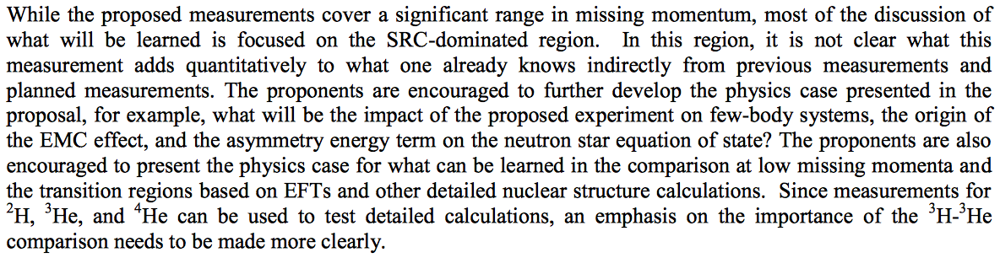 While the proposed measurements cover a significant range in missing momentum, most of the discussion of
what will be learned is focused on the SRC-dominated region.  In this region, it is not clear what this
measurement adds quantitatively to what one already knows indirectly from previous measurements and
planned measurements. The proponents are encouraged to further develop the physics case presented in the
proposal, for example, what will be the impact of the proposed experiment on few-body systems, the origin of
the EMC effect, and the asymmetry energy term on the neutron star equation of state? The proponents are also
encouraged to present the physics case for what can be learned in the comparison at low missing momenta and
the transition regions based on EFTs and other detailed nuclear structure calculations.  Since measurements for
²H, ³He, and ⁴He can be used to test detailed calculations, an emphasis on the importance of the ³H-³He
comparison needs to be made more clearly.